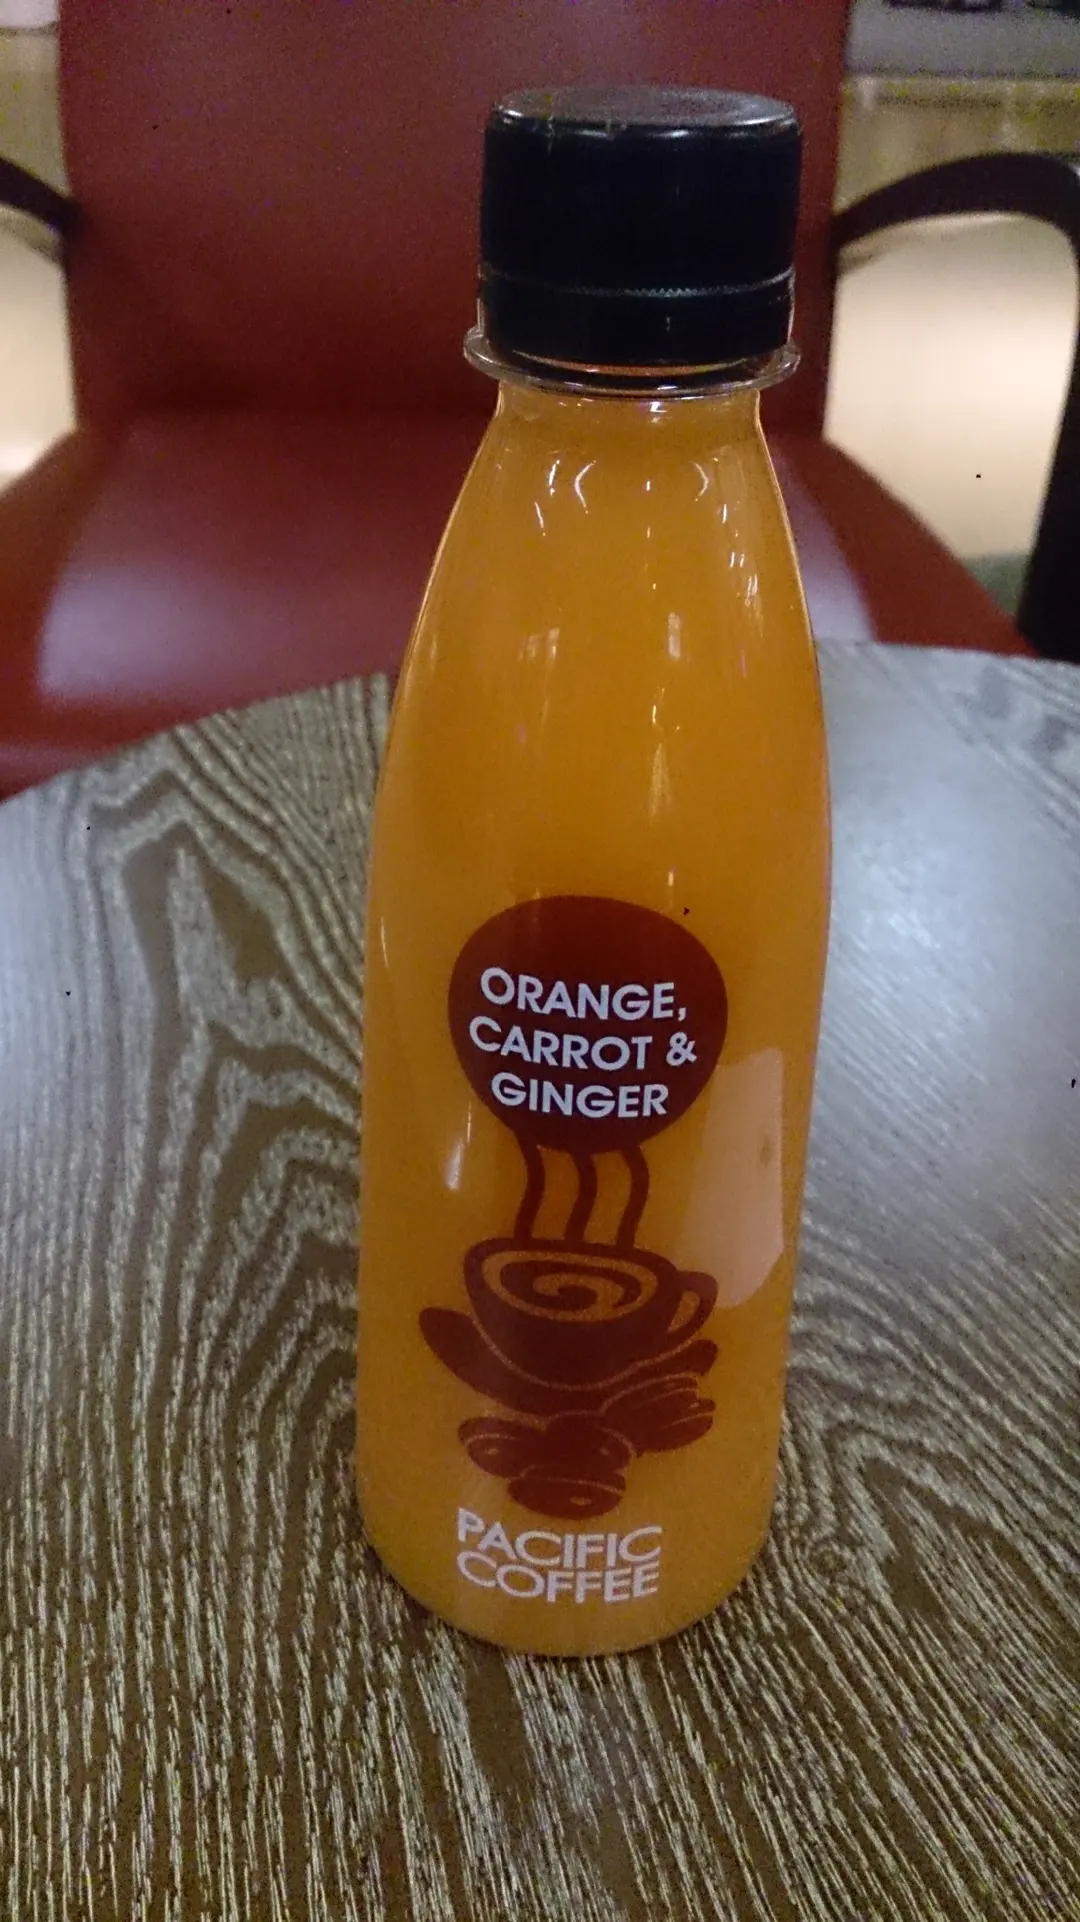 ORANGE,
CARROT &
GINGER
PACIFIC
COFFEE